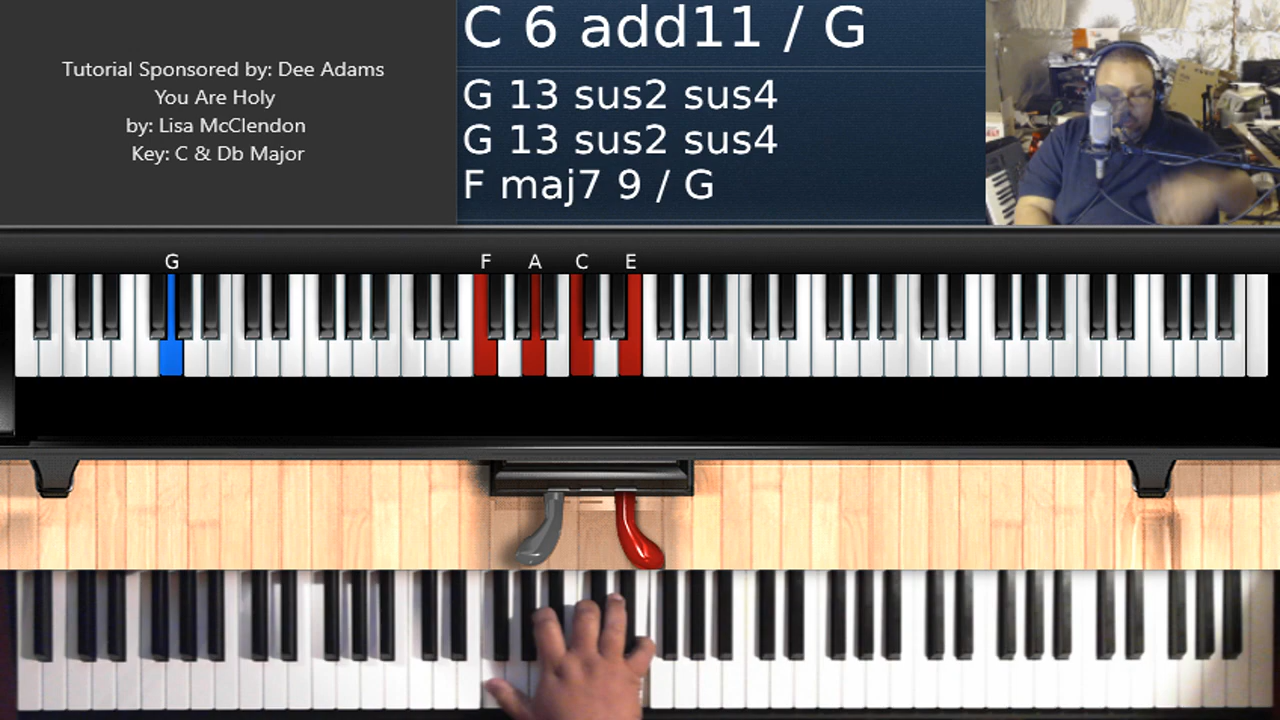 Tutorial Sponsored by: Dee Adams
You Are Holy
by: Lisa McClendon
Key: C & Db Major
C 6 add11 / G
G 13 sus2 sus4
G 13 sus2 sus4
F maj7 9 / G
G F A C E